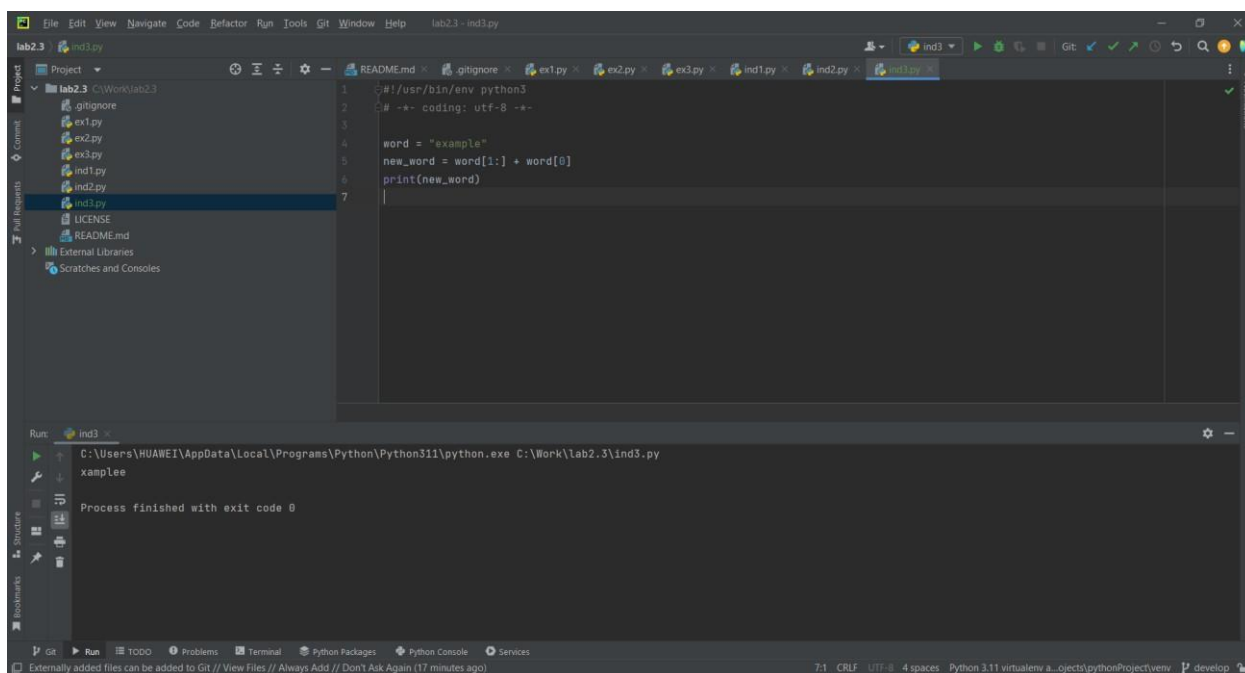 File Edit View Navigate Code Refactor Run Tools Git Window Help lab2.3 - ind3.py
lab2.3 ind3.py ind3 Git:
Project README.md .gitignore ex1.py ex2.py ex3.py ind1.py ind2.py ind3.py
Project
Commit
Pull Requests
lab2.3 C:\Work\lab2.3
.gitignore
ex1.py
ex2.py
ex3.py
ind1.py
ind2.py
ind3.py
LICENSE
README.md
External Libraries
Scratches and Consoles
1 #!/usr/bin/env python3
2 # -*- coding: utf-8 -*-
3
4 word = "example"
5 new_word = word[1:] + word[0]
6 print(new_word)
7
Run: ind3
C:\Users\HUAWEI\AppData\Local\Programs\Python\Python311\python.exe C:\Work\lab2.3\ind3.py
xamplee
Process finished with exit code 0
Structure
Bookmarks
Git Run TODO Problems Terminal Python Packages Python Console Services
Externally added files can be added to Git // View Files // Always Add // Don't Ask Again (17 minutes ago) 7:1 CRLF UTF-8 4 spaces Python 3.11 virtualenv a...ojects\pythonProject\venv develop